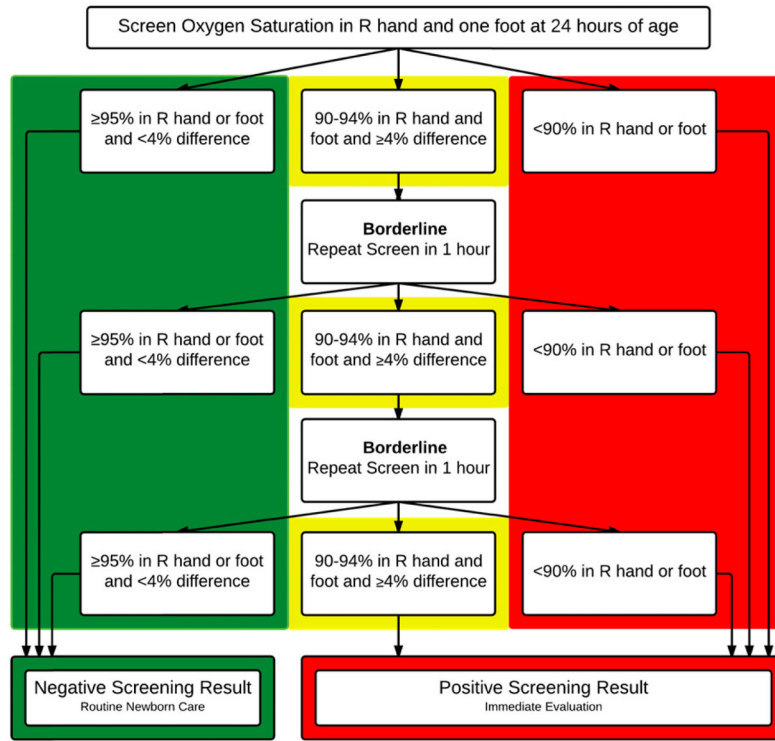 Screen Oxygen Saturation in R hand and one foot at 24 hours of age
≥95% in R hand or foot
and <4% difference
90-94% in R hand and
foot and ≥4% difference
<90% in R hand or foot
Borderline
Repeat Screen in 1 hour
≥95% in R hand or foot
and <4% difference
90-94% in R hand and
foot and ≥4% difference
<90% in R hand or foot
Borderline
Repeat Screen in 1 hour
≥95% in R hand or foot
and <4% difference
90-94% in R hand and
foot and ≥4% difference
<90% in R hand or foot
Negative Screening Result
Routine Newborn Care
Positive Screening Result
Immediate Evaluation